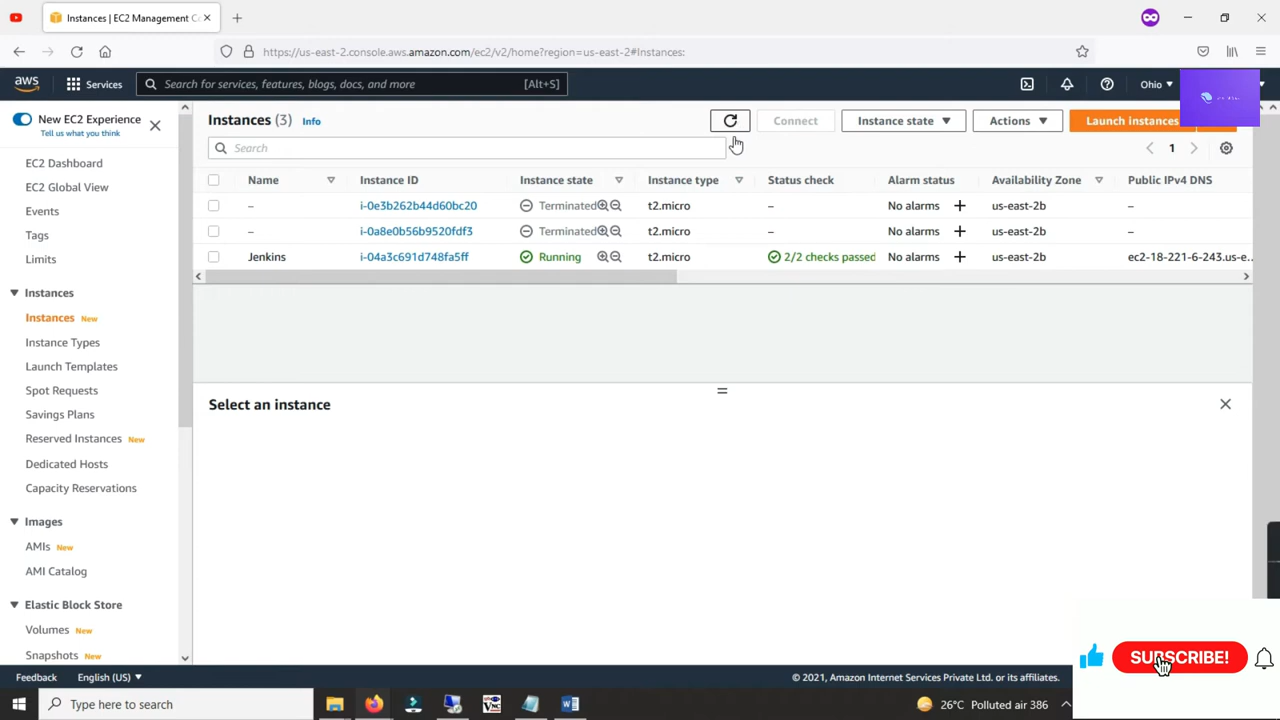 Instances | EC2 Management C
https://us-east-2.console.aws.amazon.com/ec2/v2/home?region=us-east-2#Instances:
aws
Services
Search for services, features, blogs, docs, and more
[Alt+S]
Ohio
New EC2 Experience
Tell us what you think
EC2 Dashboard
EC2 Global View
Events
Tags
Limits
Instances
Instances New
Instance Types
Launch Templates
Spot Requests
Savings Plans
Reserved Instances New
Dedicated Hosts
Capacity Reservations
Images
AMIs New
AMI Catalog
Elastic Block Store
Volumes New
Snapshots New
Instances (3) Info
Connect
Instance state
Actions
Launch instances
Search
1
Name Instance ID Instance state Instance type Status check Alarm status Availability Zone Public IPv4 DNS
– i-0e3b262b44d60bc20 Terminated t2.micro – No alarms + us-east-2b –
– i-0a8e0b56b9520fdf3 Terminated t2.micro – No alarms + us-east-2b –
Jenkins i-04a3c691d748fa5ff Running t2.micro 2/2 checks passed No alarms + us-east-2b ec2-18-221-6-243.us-e...
Select an instance
SUBSCRIBE!
Feedback English (US)
© 2021, Amazon Internet Services Private Ltd. or its affiliates.
Type here to search
26°C Polluted air 386